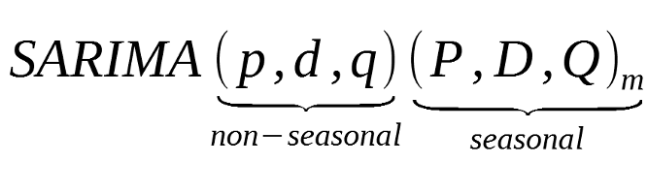 SARIMA (p,d,q) (P,D,Q)m
non−seasonal seasonal